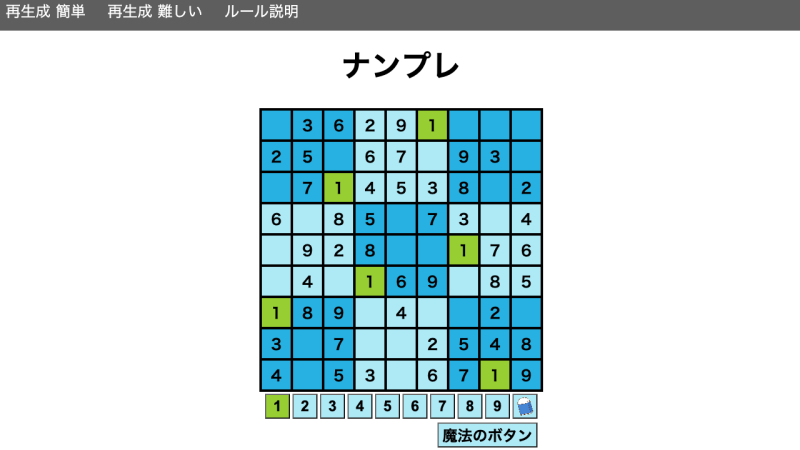 再生成 簡単 再生成 難しい ルール説明
ナンプレ
3 6 2 9 1
2 5 6 7 9 3
7 1 4 5 3 8 2
6 8 5 7 3 4
9 2 8 1 7 6
4 1 6 9 8 5
1 8 9 4 2
3 7 2 5 4 8
4 5 3 6 7 1 9
1 2 3 4 5 6 7 8 9
魔法のボタン